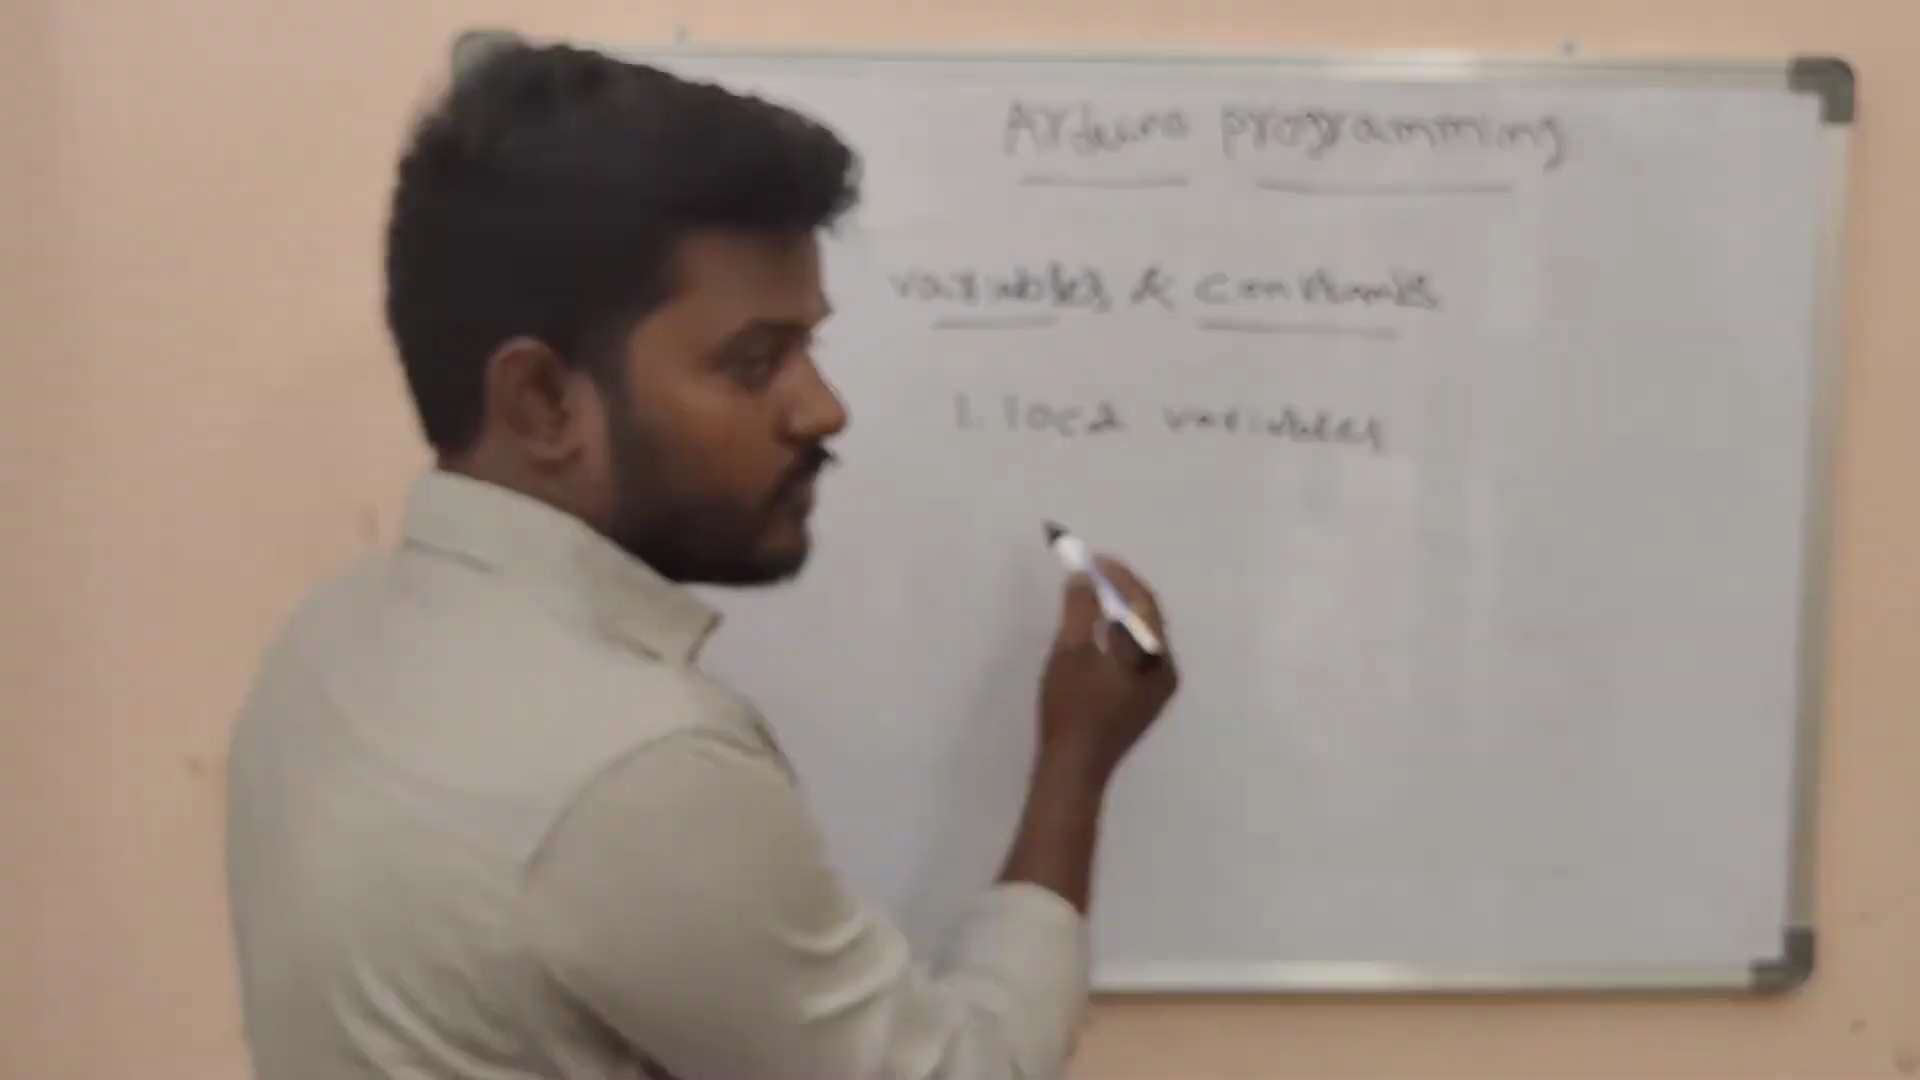 Arduino programming
variables & constants
1. local variables